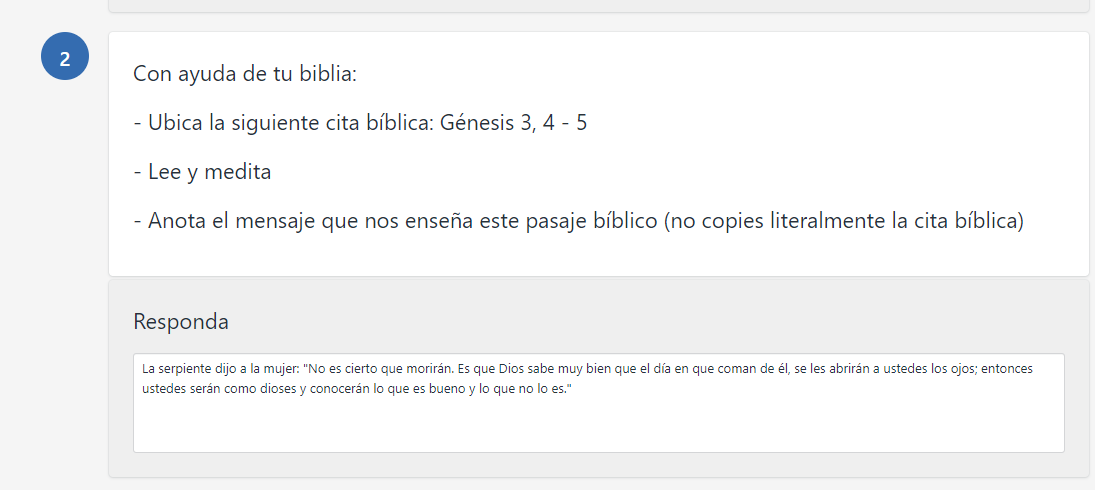 2
Con ayuda de tu biblia:
- Ubica la siguiente cita bíblica: Génesis 3, 4 - 5
- Lee y medita
- Anota el mensaje que nos enseña este pasaje bíblico (no copies literalmente la cita bíblica)
Responda
La serpiente dijo a la mujer: "No es cierto que morirán. Es que Dios sabe muy bien que el día en que coman de él, se les abrirán a ustedes los ojos; entonces
ustedes serán como dioses y conocerán lo que es bueno y lo que no lo es."